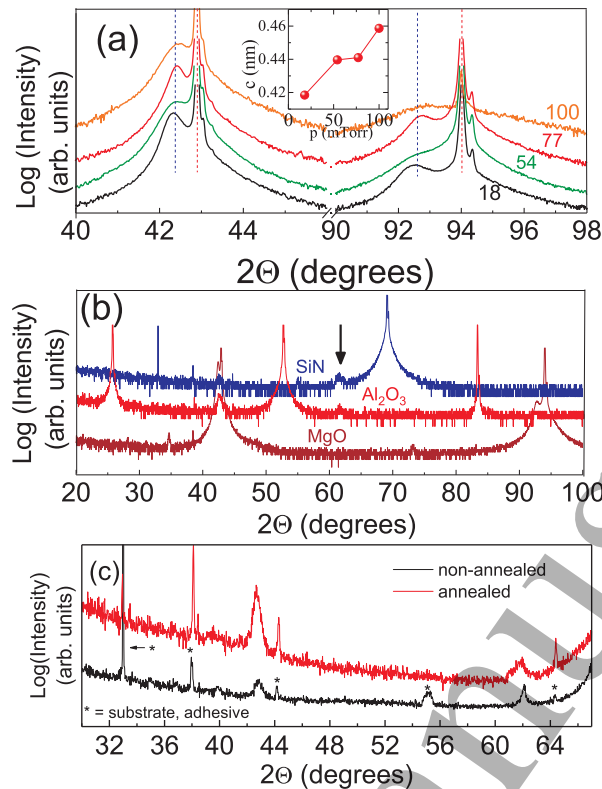 (a)
Log (Intensity)
(arb. units)
c (nm)
0.46
0.44
0.42
0 50 100
p (mTorr)
100
77
54
18
40 42 44 90 92 94 96 98
2Θ (degrees)
(b)
Log (Intensity)
(arb. units)
SiN
Al2O3
MgO
20 30 40 50 60 70 80 90 100
2Θ (degrees)
(c)
Log(Intensity)
(arb. units)
non-annealed
annealed
* * * * *
* = substrate, adhesive
32 36 40 44 48 52 56 60 64
2Θ (degrees)